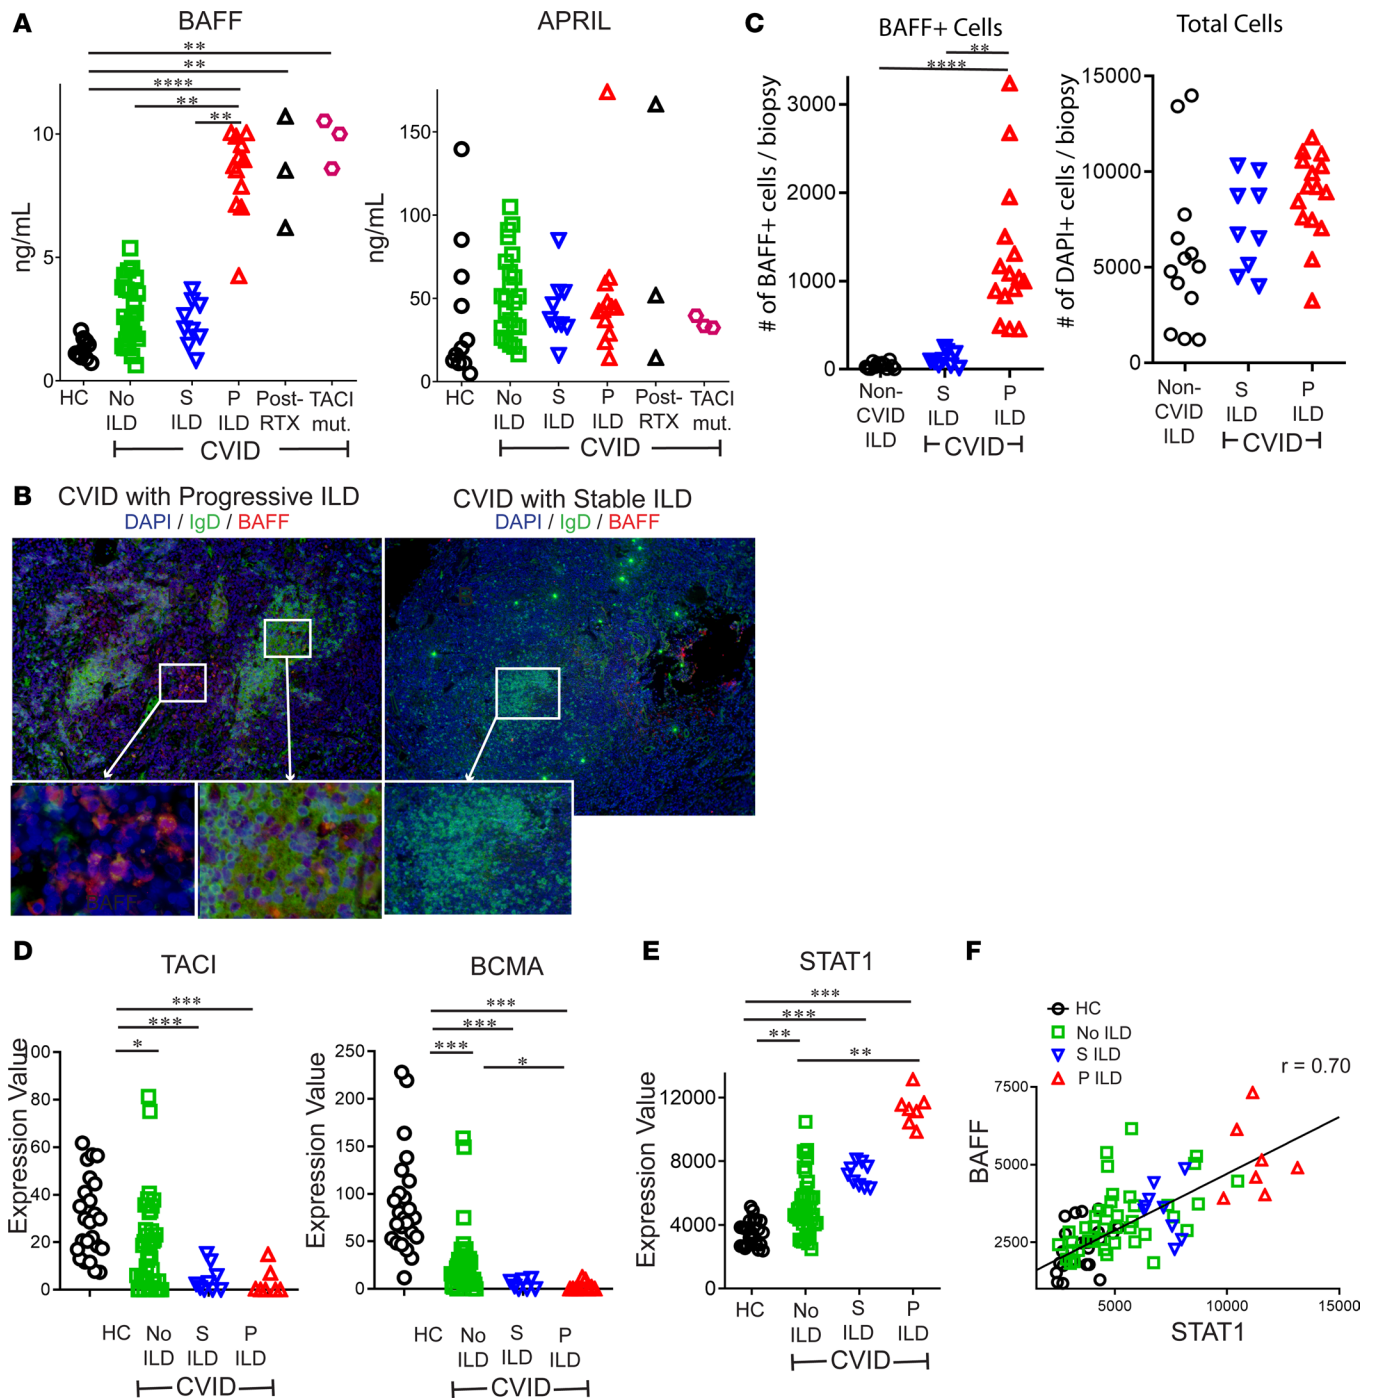 A
BAFF
**
**
****
**
**
ng/mL
10
5
0
HC
No
ILD
S
ILD
P
ILD
Post-
RTX
TACI
mut.
CVID
APRIL
ng/mL
150
100
50
0
HC
No
ILD
S
ILD
P
ILD
Post-
RTX
TACI
mut.
CVID
C
BAFF+ Cells
**
****
# of BAFF+ cells / biopsy
3000
2000
1000
0
Non-
CVID
ILD
S
ILD
P
ILD
CVID
Total Cells
# of DAPI+ cells / biopsy
15000
10000
5000
0
Non-
CVID
ILD
S
ILD
P
ILD
CVID
B
CVID with Progressive ILD
DAPI / IgD / BAFF
CVID with Stable ILD
DAPI / IgD / BAFF
BAFF
D
TACI
***
***
*
Expression Value
00
80
60
40
20
0
HC
No
ILD
S
ILD
P
ILD
CVID
BCMA
***
***
***
*
Expression Value
250
200
150
100
50
0
HC
No
ILD
S
ILD
P
ILD
CVID
E
STAT1
***
***
**
**
Expression Value
12000
8000
4000
0
HC
No
ILD
S
ILD
P
ILD
CVID
F
HC
No ILD
S ILD
P ILD
r = 0.70
BAFF
7500
5000
2500
5000
10000
15000
STAT1